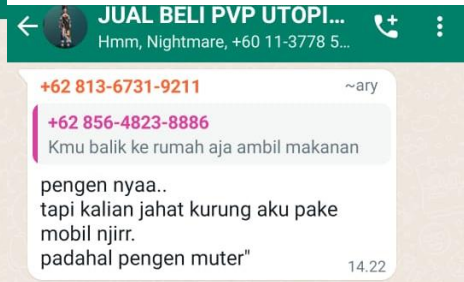 JUAL BELI PVP UTOPI...
Hmm, Nightmare, +60 11-3778 5...
+62 813-6731-9211 ~ary
+62 856-4823-8886
Kmu balik ke rumah aja ambil makanan
pengen nyaa..
tapi kalian jahat kurung aku pake
mobil njirr.
padahal pengen muter"
14.22